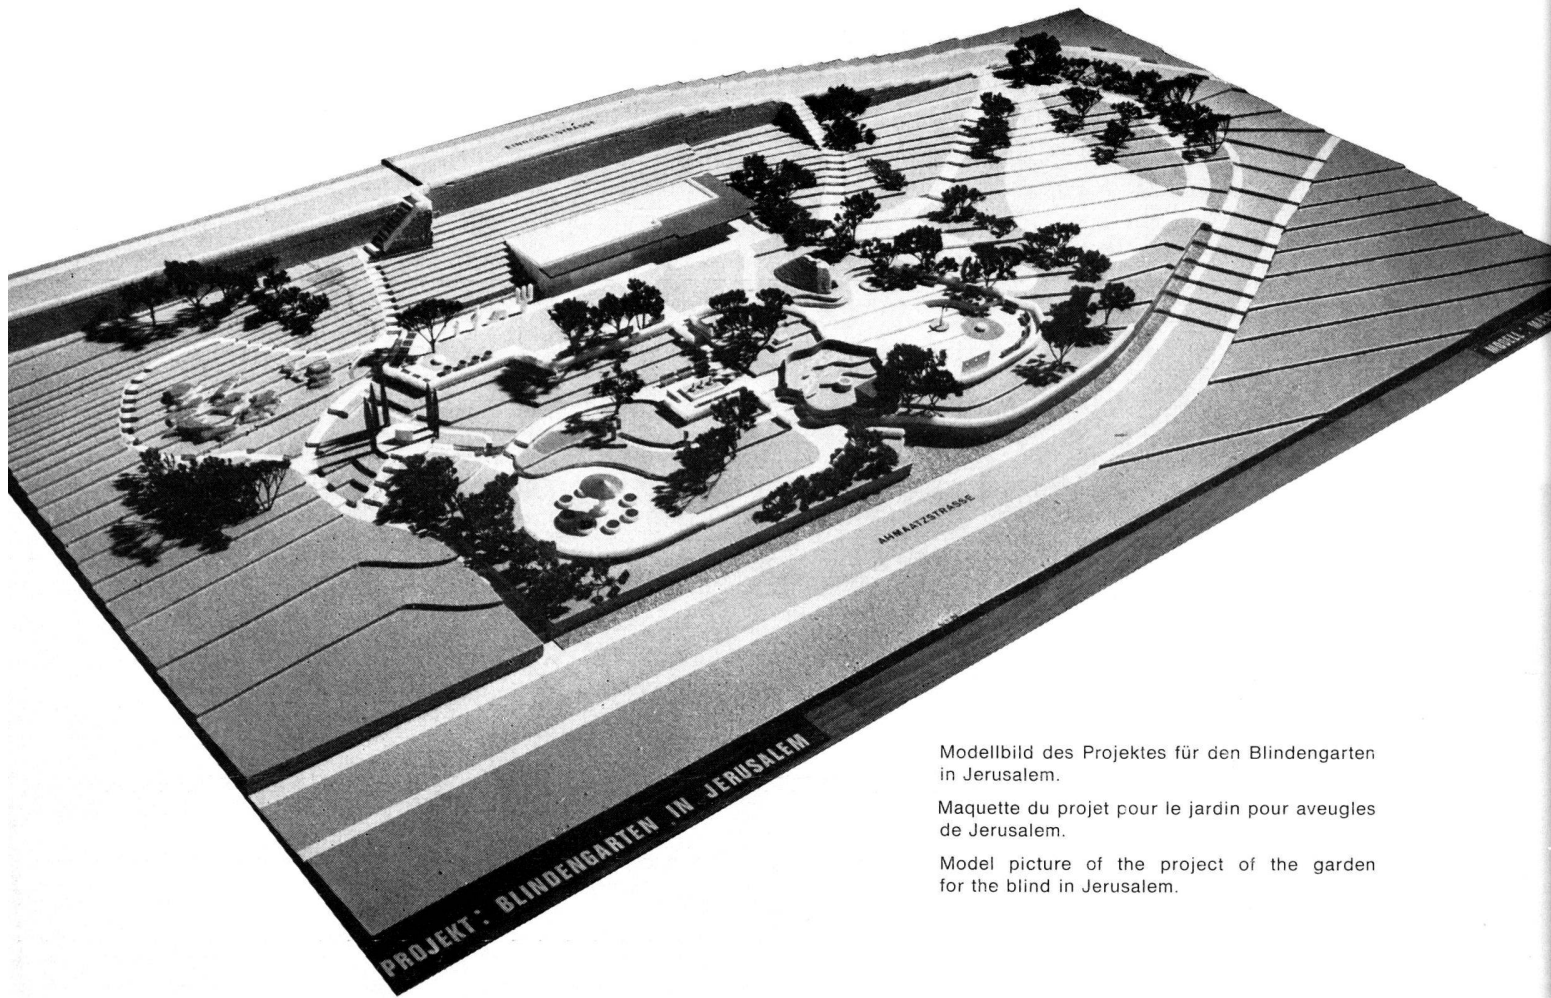 AHMAATZSTRASSE
PROJEKT: BLINDENGARTEN IN JERUSALEM
Modellbild des Projektes für den Blindengarten
in Jerusalem.
Maquette du projet pour le jardin pour aveugles
de Jerusalem.
Model picture of the project of the garden
for the blind in Jerusalem.